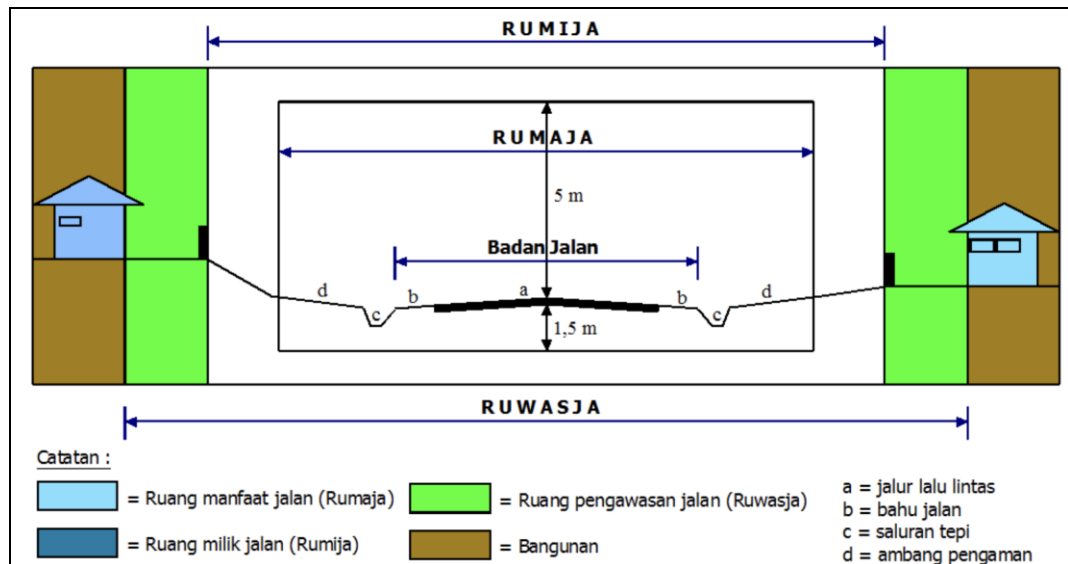 RUMIJA
RUMAJA
5 m
Badan Jalan
d b a b d
c c
1,5 m
RUWASJA
Catatan :
= Ruang manfaat jalan (Rumaja)
= Ruang pengawasan jalan (Ruwasja)
= Ruang milik jalan (Rumija)
= Bangunan
a = jalur lalu lintas
b = bahu jalan
c = saluran tepi
d = ambang pengaman